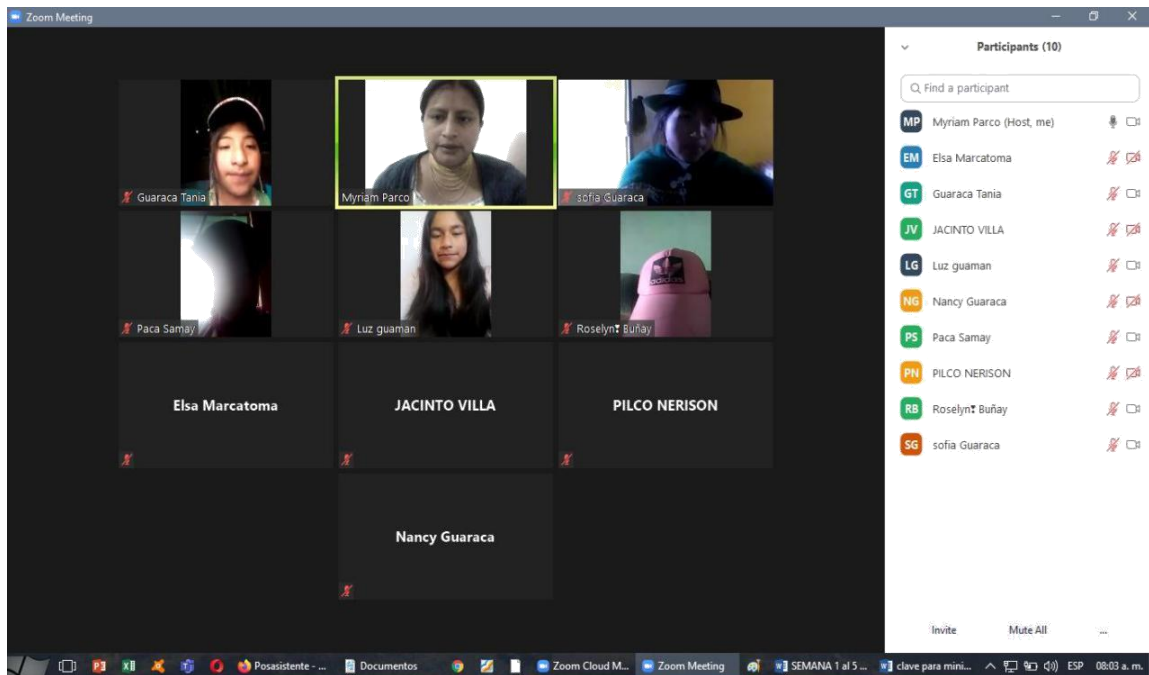 Zoom Meeting
Participants (10)
Find a participant
MP Myriam Parco (Host, me)
EM Elsa Marcatoma
GT Guaraca Tania
JV JACINTO VILLA
LG Luz guaman
NG Nancy Guaraca
PS Paca Samay
PN PILCO NERISON
RB Roselyn❣ Buñay
SG sofia Guaraca
Guaraca Tania
Myriam Parco
sofia Guaraca
Paca Samay
Luz guaman
Roselyn❣ Buñay
adidas
Elsa Marcatoma
JACINTO VILLA
PILCO NERISON
Nancy Guaraca
Invite Mute All ...
Posasistente - ... Documentos Zoom Cloud M... Zoom Meeting SEMANA 1 al 5 ... clave para mini... ESP 08:03 a. m.